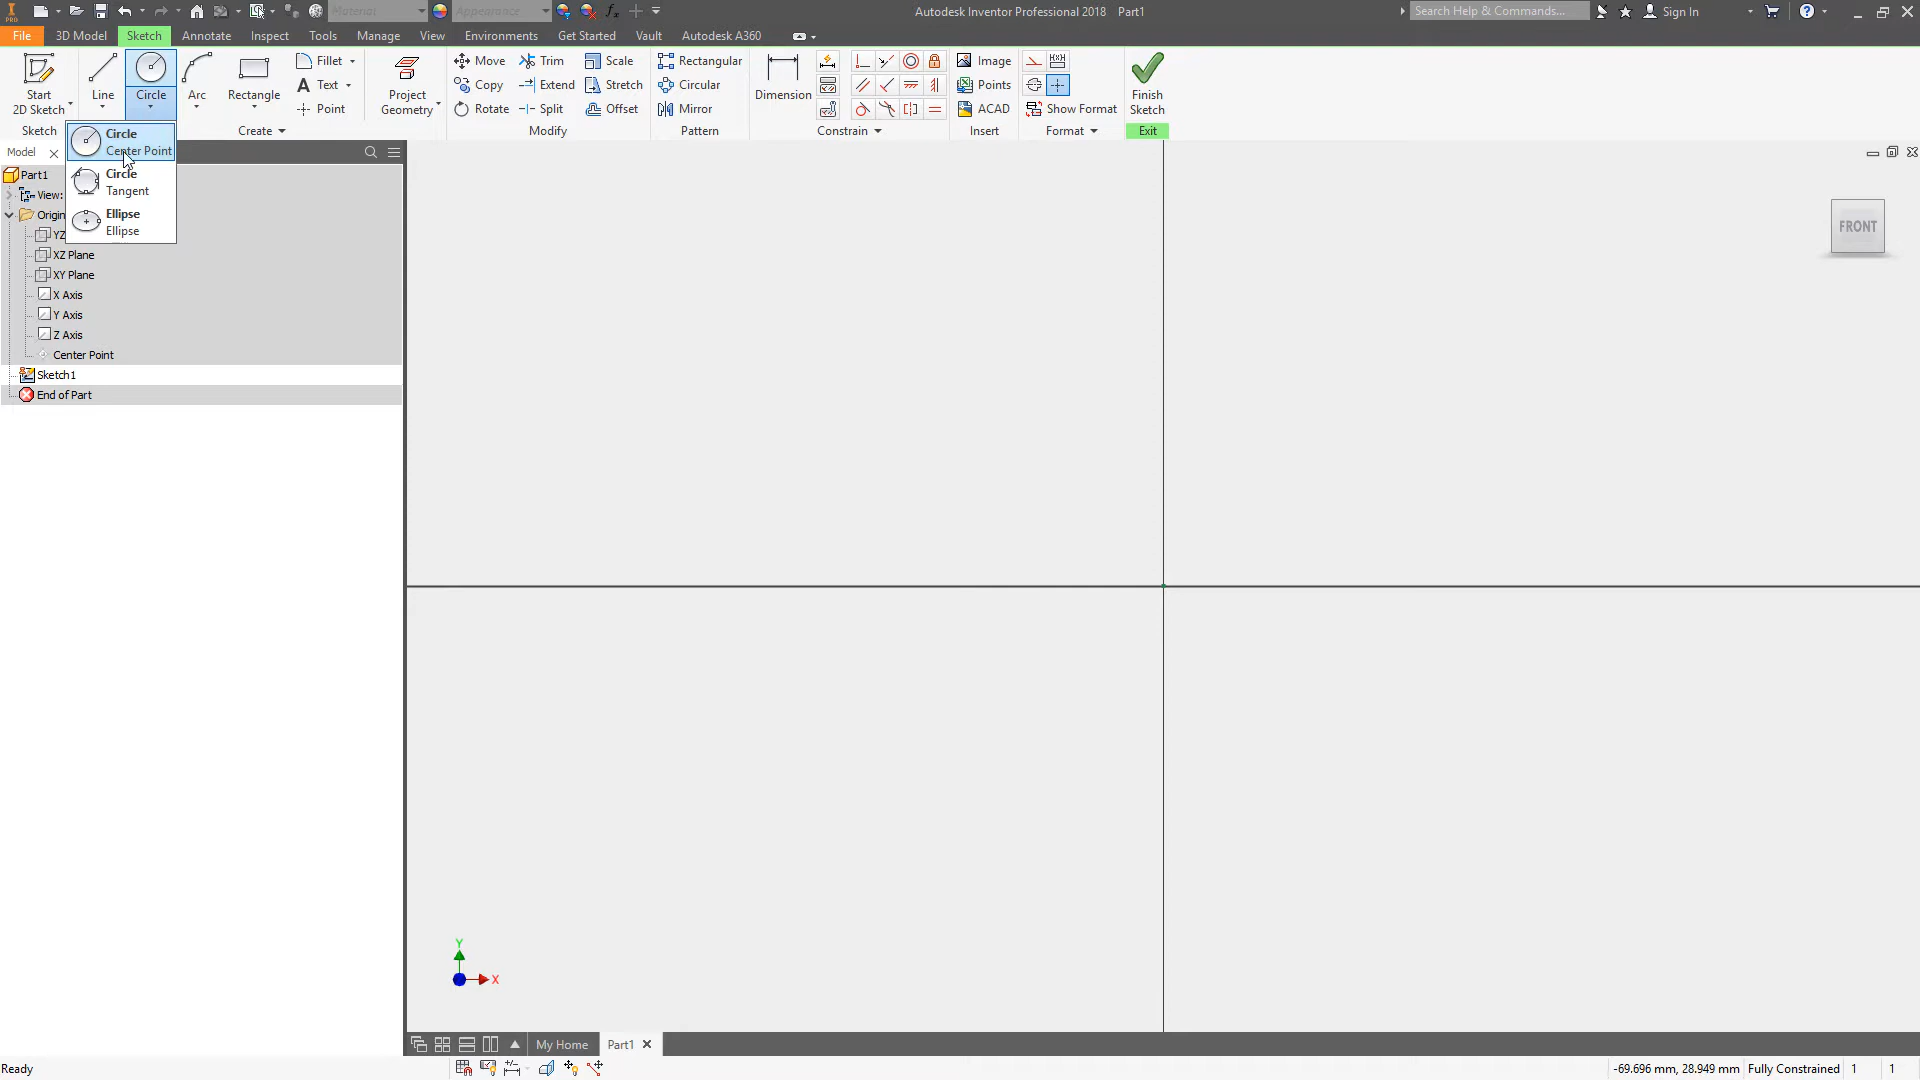 PRO
Material
Appearance
fx
Autodesk Inventor Professional 2018 Part1
Search Help & Commands...
Sign In
File
3D Model
Sketch
Annotate
Inspect
Tools
Manage
View
Environments
Get Started
Vault
Autodesk A360
Start
2D Sketch
Line
Circle
Arc
Rectangle
Fillet
Text
Point
Project
Geometry
Move
Copy
Rotate
Trim
Extend
Split
Scale
Stretch
Offset
Rectangular
Circular
Mirror
Dimension
Image
Points
ACAD
Show Format
Finish
Sketch
Sketch
Create
Modify
Pattern
Constrain
Insert
Format
Exit
Circle
Center Point
Circle
Tangent
Ellipse
Ellipse
Model
Part1
View:
Origin
YZ
XZ Plane
XY Plane
X Axis
Y Axis
Z Axis
Center Point
Sketch1
End of Part
FRONT
Y
X
My Home
Part1
Ready
-69.696 mm, 28.949 mm
Fully Constrained
1
1